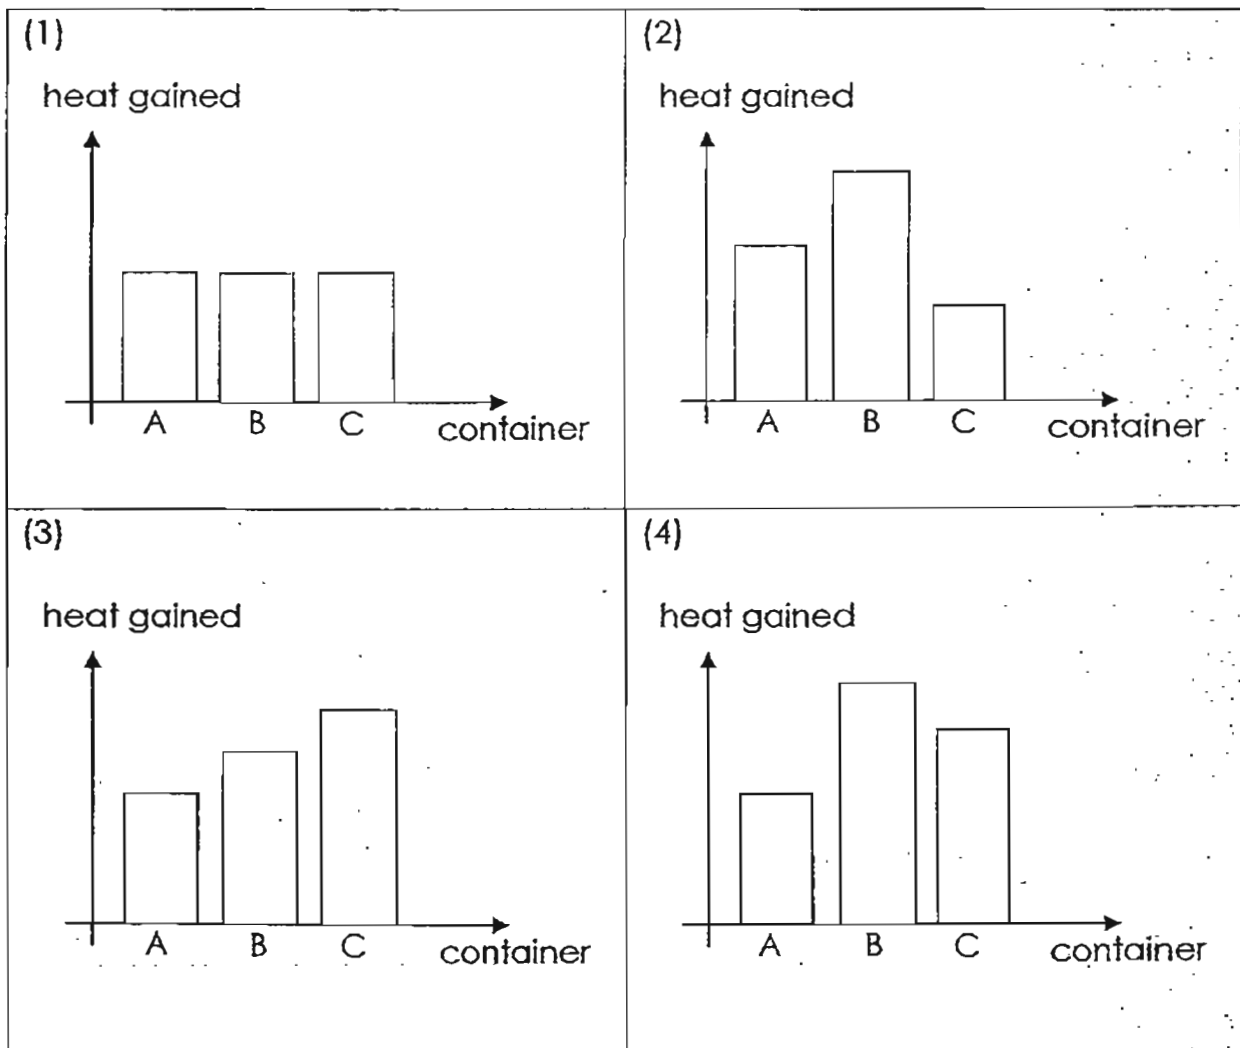 (1)
heat gained
A B C
container
(2)
heat gained
A B C
container
(3)
heat gained
A B C
container
(4)
heat gained
A B C
container